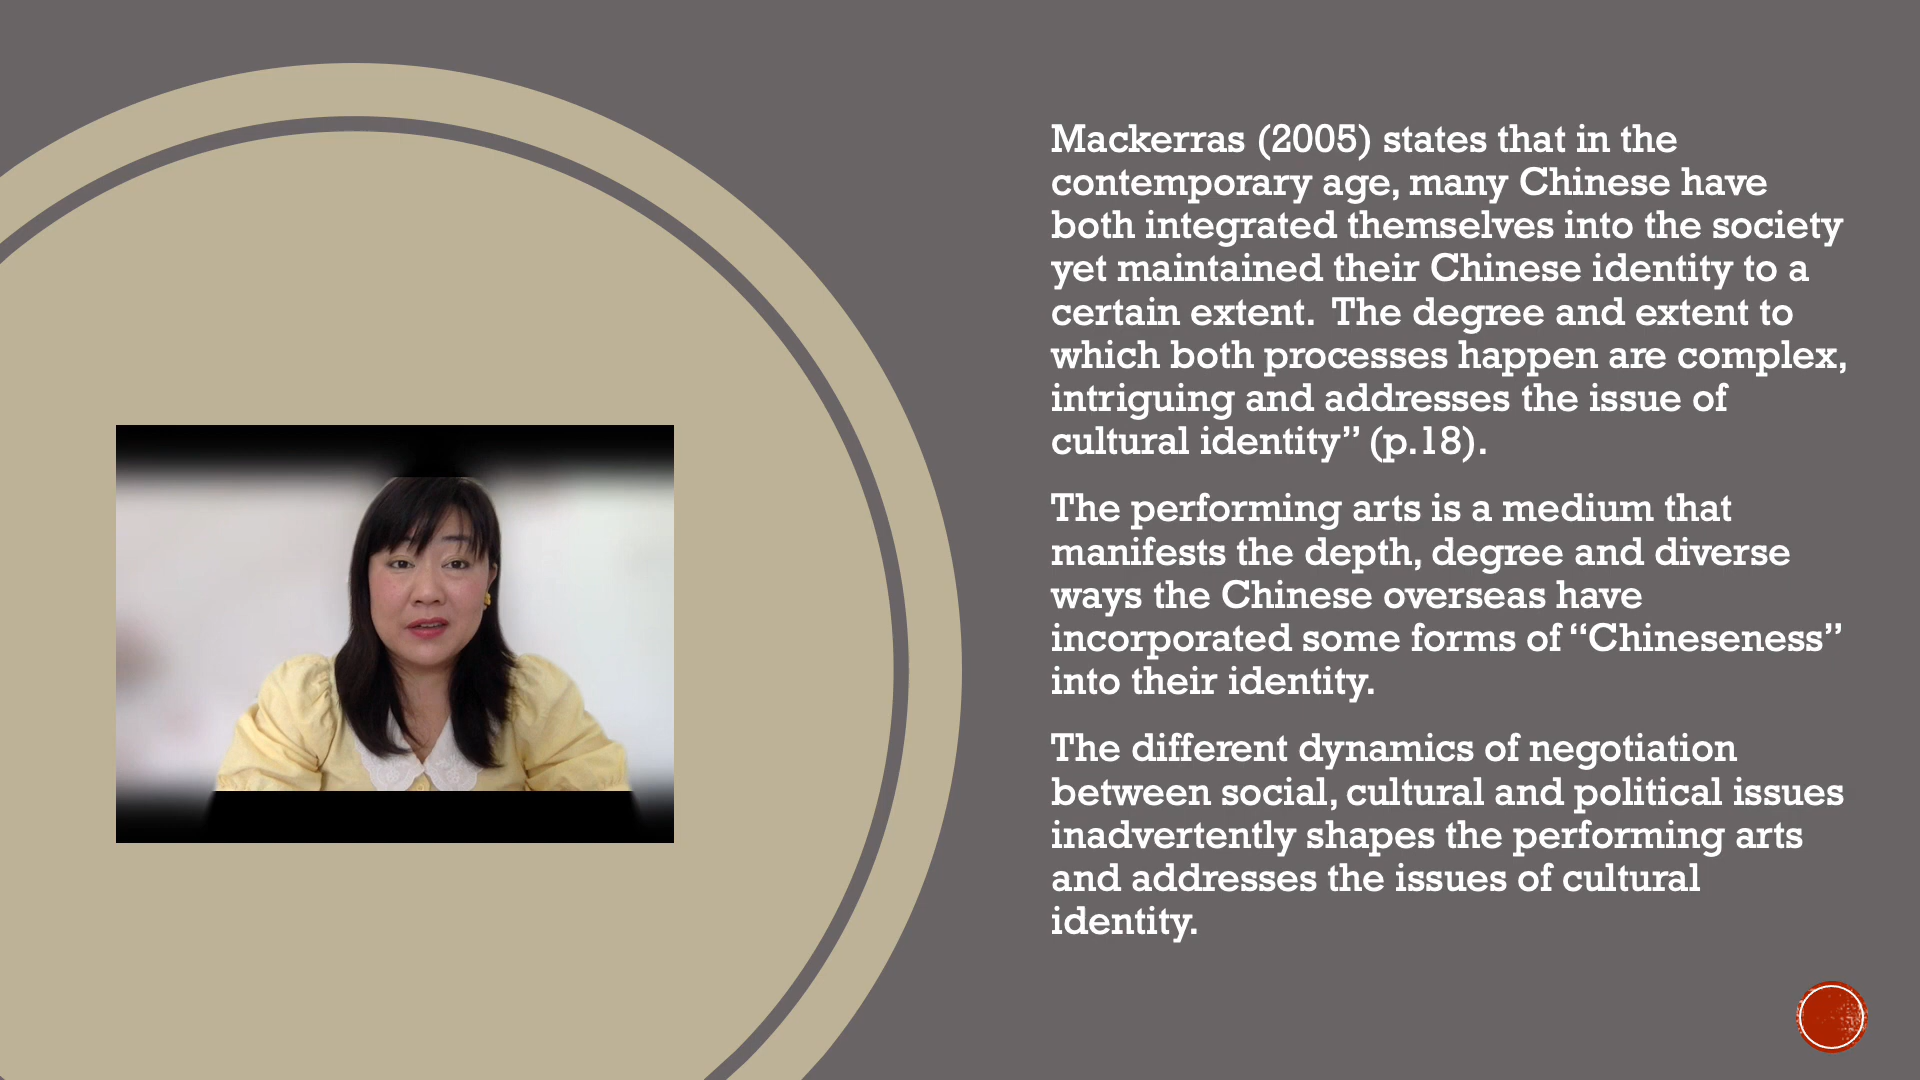 Mackerras (2005) states that in the
contemporary age, many Chinese have
both integrated themselves into the society
yet maintained their Chinese identity to a
certain extent.  The degree and extent to
which both processes happen are complex,
intriguing and addresses the issue of
cultural identity” (p.18).
The performing arts is a medium that
manifests the depth, degree and diverse
ways the Chinese overseas have
incorporated some forms of “Chineseness”
into their identity.
The different dynamics of negotiation
between social, cultural and political issues
inadvertently shapes the performing arts
and addresses the issues of cultural
identity.